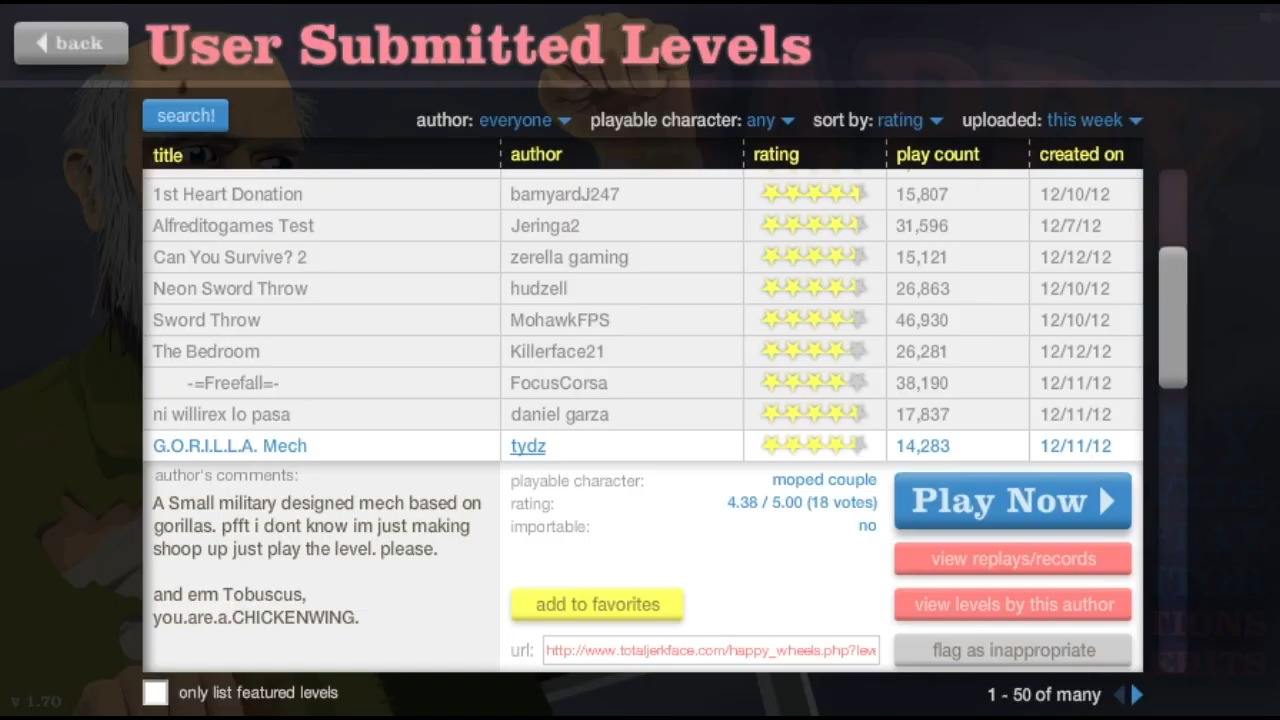 back
User Submitted Levels
search!
author: everyone playable character: any sort by: rating uploaded: this week
title author rating play count created on
1st Heart Donation barnyardJ247 15,807 12/10/12
Alfreditogames Test Jeringa2 31,596 12/7/12
Can You Survive? 2 zerella gaming 15,121 12/12/12
Neon Sword Throw hudzell 26,863 12/10/12
Sword Throw MohawkFPS 46,930 12/10/12
The Bedroom Killerface21 26,281 12/12/12
-=Freefall=- FocusCorsa 38,190 12/11/12
ni willirex lo pasa daniel garza 17,837 12/11/12
G.O.R.I.L.L.A. Mech tydz 14,283 12/11/12
author's comments:
A Small military designed mech based on
gorillas. pfft i dont know im just making
shoop up just play the level. please.
and erm Tobuscus,
you.are.a.CHICKENWING.
playable character: moped couple
rating: 4.38 / 5.00 (18 votes)
importable: no
add to favorites
url: http://www.totaljerkface.com/happy_wheels.php?leve
Play Now
view replays/records
view levels by this author
flag as inappropriate
only list featured levels
1 - 50 of many
v 1.70